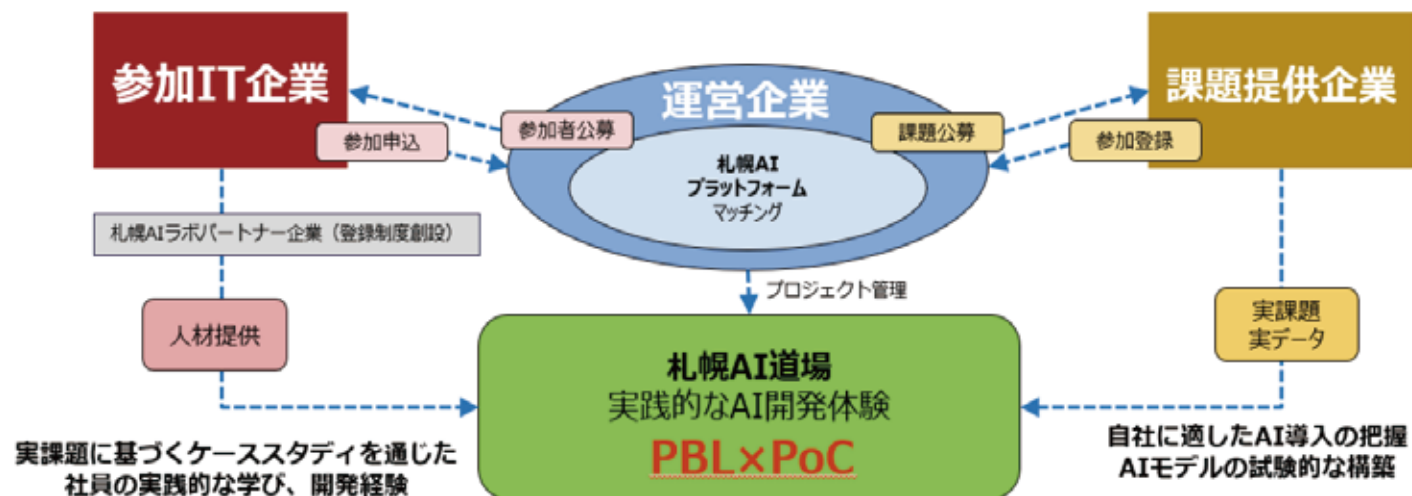 参加IT企業
運営企業
課題提供企業
参加者公募
課題公募
参加申込
参加登録
札幌AI
プラットフォーム
マッチング
札幌AIラボパートナー企業（登録制度創設）
プロジェクト管理
人材提供
実課題
実データ
札幌AI道場
実践的なAI開発体験
PBL×PoC
実課題に基づくケーススタディを通じた
社員の実践的な学び、開発経験
自社に適したAI導入の把握
AIモデルの試験的な構築